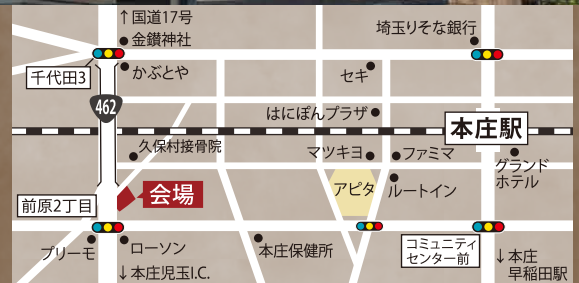 ↑国道17号
金鑚神社
埼玉りそな銀行
千代田3
かぶとや
セキ
462
はにぽんプラザ
本庄駅
久保村接骨院
マツキヨ
ファミマ
グランド
ホテル
会場
アピタ
ルートイン
前原2丁目
プリーモ
ローソン
本庄保健所
コミュニティ
センター前
↓本庄
早稲田駅
↓本庄児玉I.C.